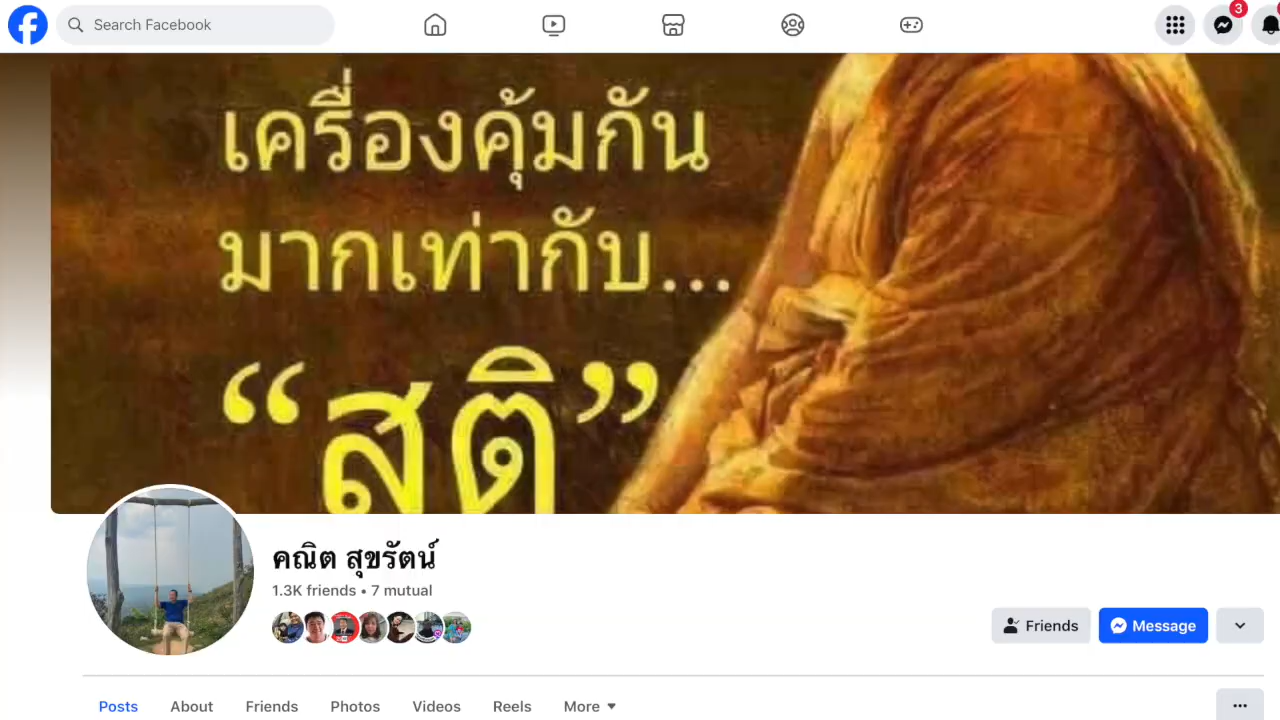 Search Facebook
3
เครื่องคุ้มกัน
มากเท่ากับ...
“สติ”
คณิต สุขรัตน์
1.3K friends • 7 mutual
Friends
Message
Posts
About
Friends
Photos
Videos
Reels
More